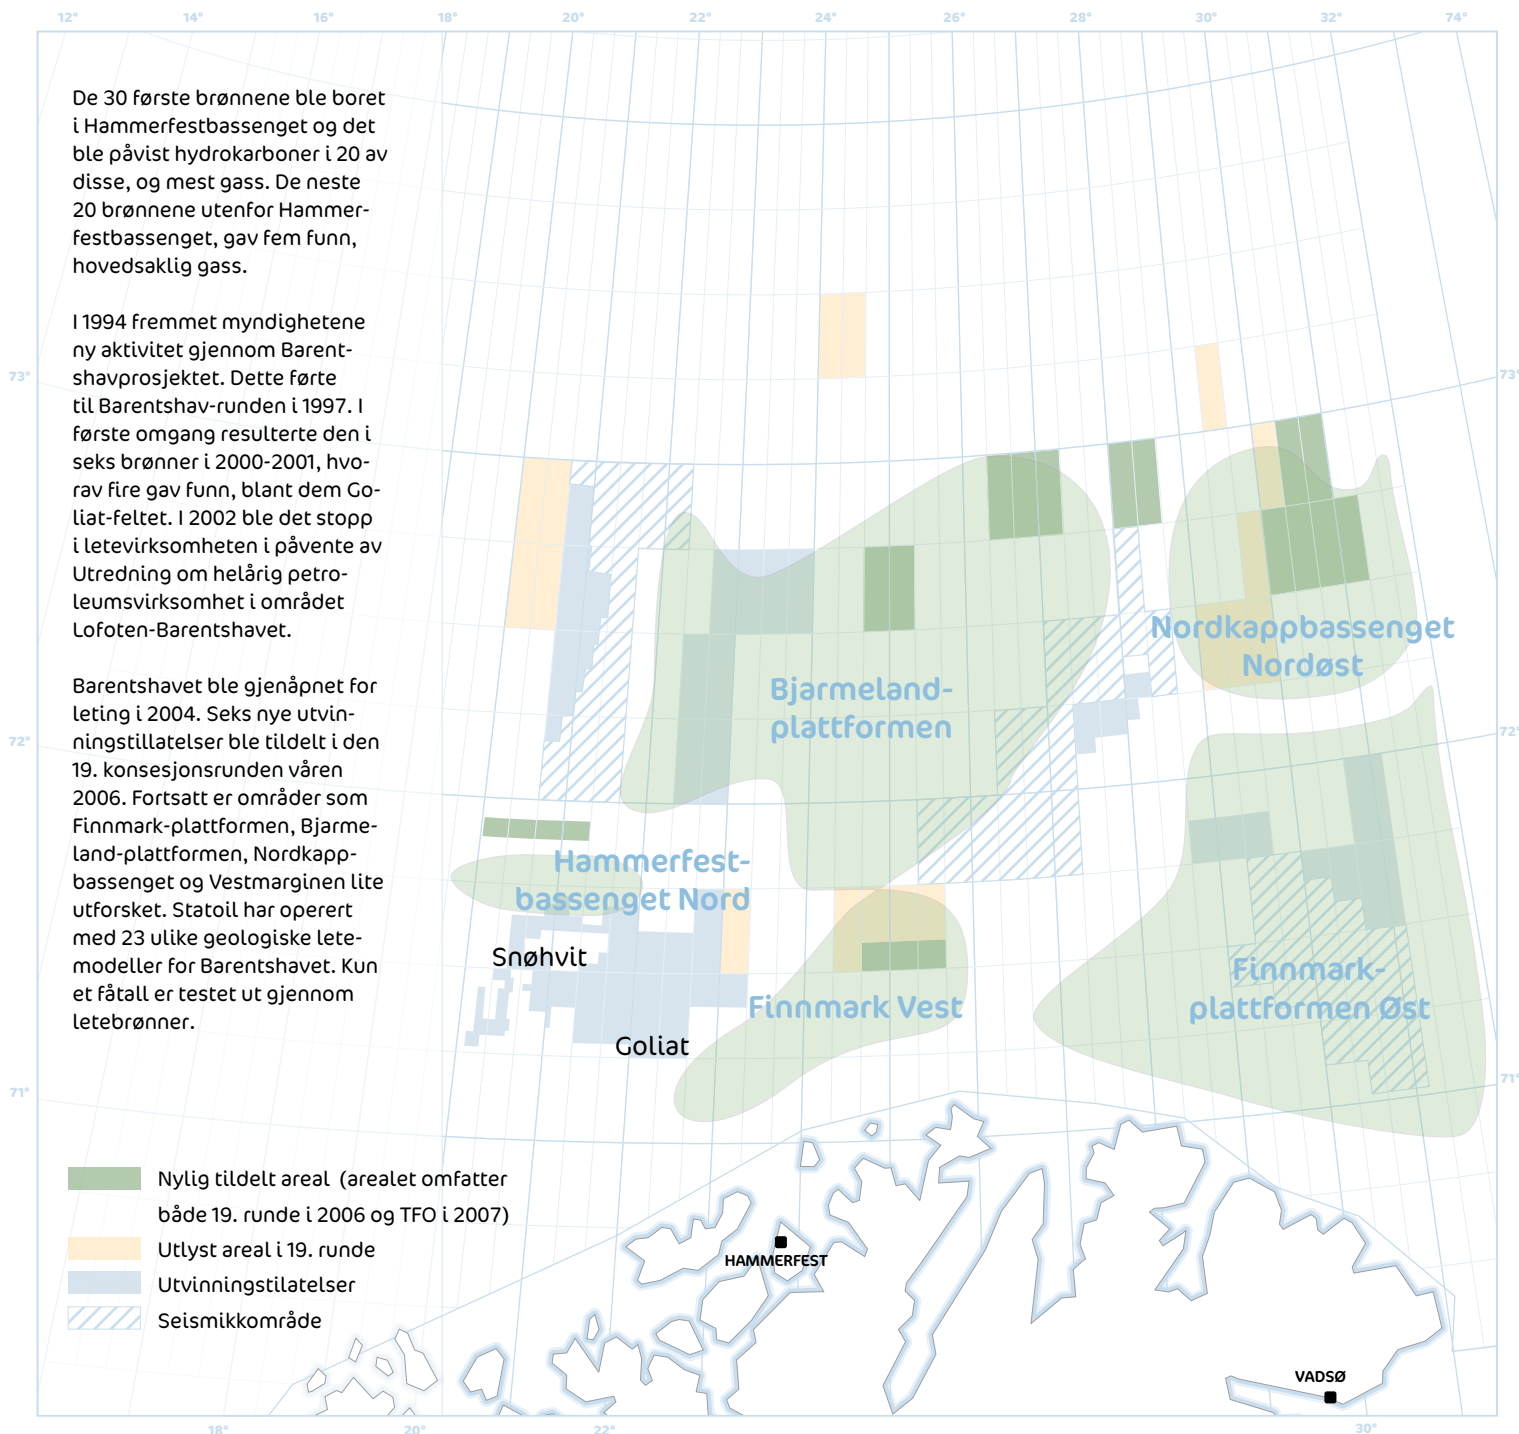 12° 14° 16° 18° 20° 22° 24° 26° 28° 30° 32° 74°
De 30 første brønnene ble boret
i Hammerfestbassenget og det
ble påvist hydrokarboner i 20 av
disse, og mest gass. De neste
20 brønnene utenfor Hammer-
festbassenget, gav fem funn,
hovedsaklig gass.
I 1994 fremmet myndighetene
ny aktivitet gjennom Barent-
shavprosjektet. Dette førte
til Barentshav-runden i 1997. I
første omgang resulterte den i
seks brønner i 2000-2001, hvo-
rav fire gav funn, blant dem Go-
liat-feltet. I 2002 ble det stopp
i letevirksomheten i påvente av
Utredning om helårig petro-
leumsvirksomhet i området
Lofoten-Barentshavet.
Barentshavet ble gjenåpnet for
leting i 2004. Seks nye utvin-
ningstillatelser ble tildelt i den
19. konsesjonsrunden våren
2006. Fortsatt er områder som
Finnmark-plattformen, Bjarme-
land-plattformen, Nordkapp-
bassenget og Vestmarginen lite
utforsket. Statoil har operert
med 23 ulike geologiske lete-
modeller for Barentshavet. Kun
et fåtall er testet ut gjennom
letebrønner.
73°
73°
72°
72°
71°
71°
Nordkappbassenget
Nordøst
Bjarmeland-
plattformen
Hammerfest-
bassenget Nord
Snøhvit
Goliat
Finnmark Vest
Finnmark-
plattformen Øst
Nylig tildelt areal (arealet omfatter
både 19. runde i 2006 og TFO i 2007)
Utlyst areal i 19. runde
Utvinningstilatelser
Seismikkområde
HAMMERFEST
VADSØ
18° 20° 22° 30°